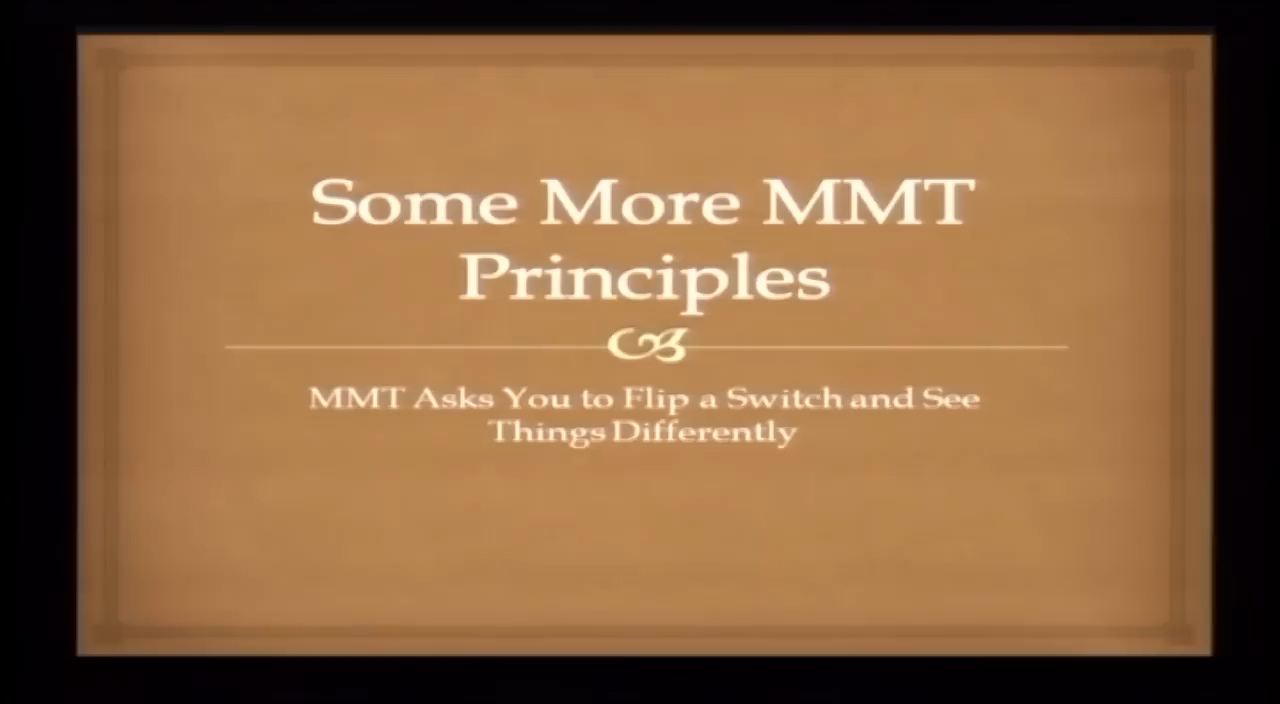 Some More MMT
Principles
MMT Asks You to Flip a Switch and See
Things Differently